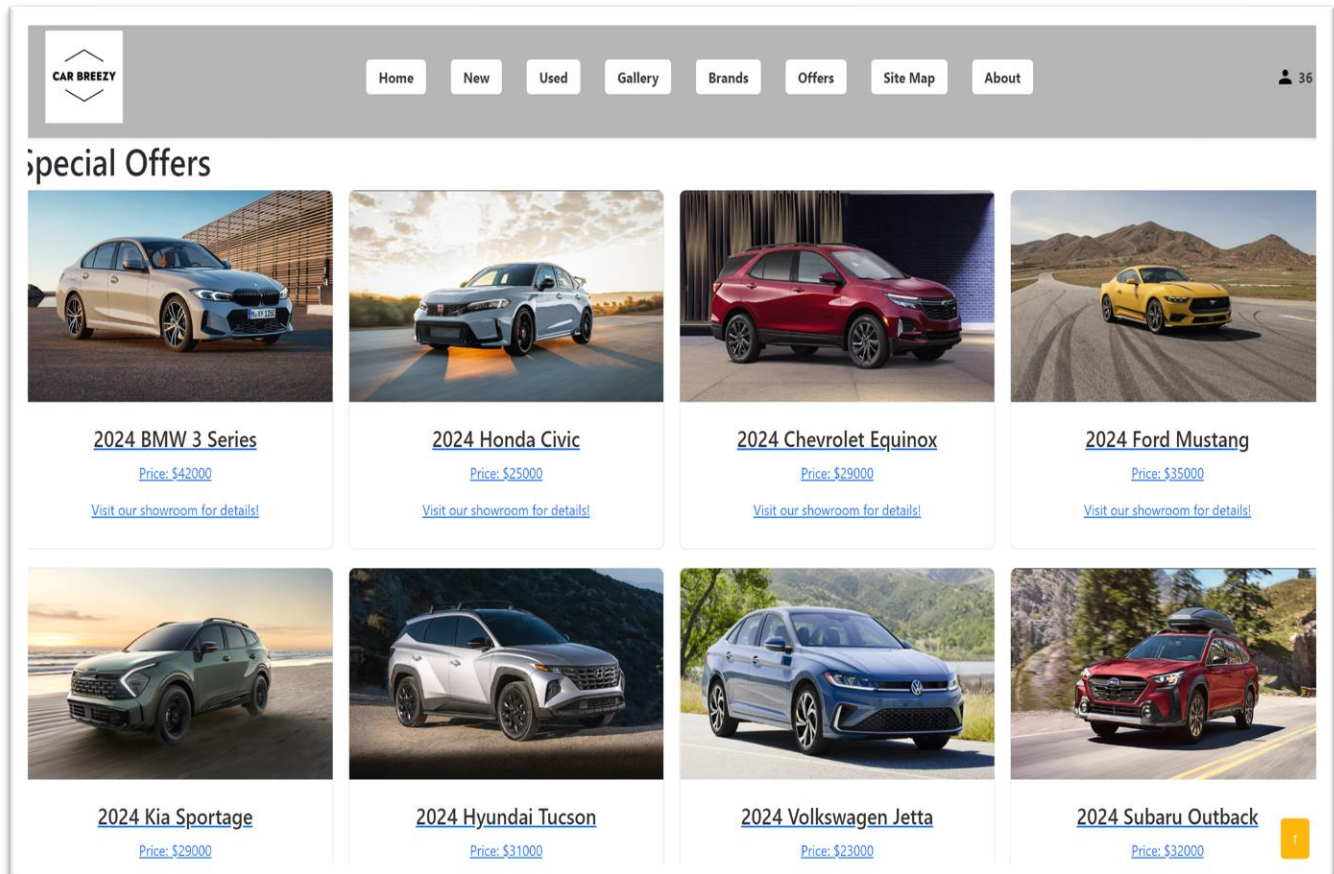 CAR BREEZY
Home New Used Gallery Brands Offers Site Map About 36
Special Offers
2024 BMW 3 Series 2024 Honda Civic 2024 Chevrolet Equinox 2024 Ford Mustang
Price: $42000 Price: $25000 Price: $29000 Price: $35000
Visit our showroom for details! Visit our showroom for details! Visit our showroom for details! Visit our showroom for details!
2024 Kia Sportage 2024 Hyundai Tucson 2024 Volkswagen Jetta 2024 Subaru Outback
Price: $29000 Price: $31000 Price: $23000 Price: $32000
↑